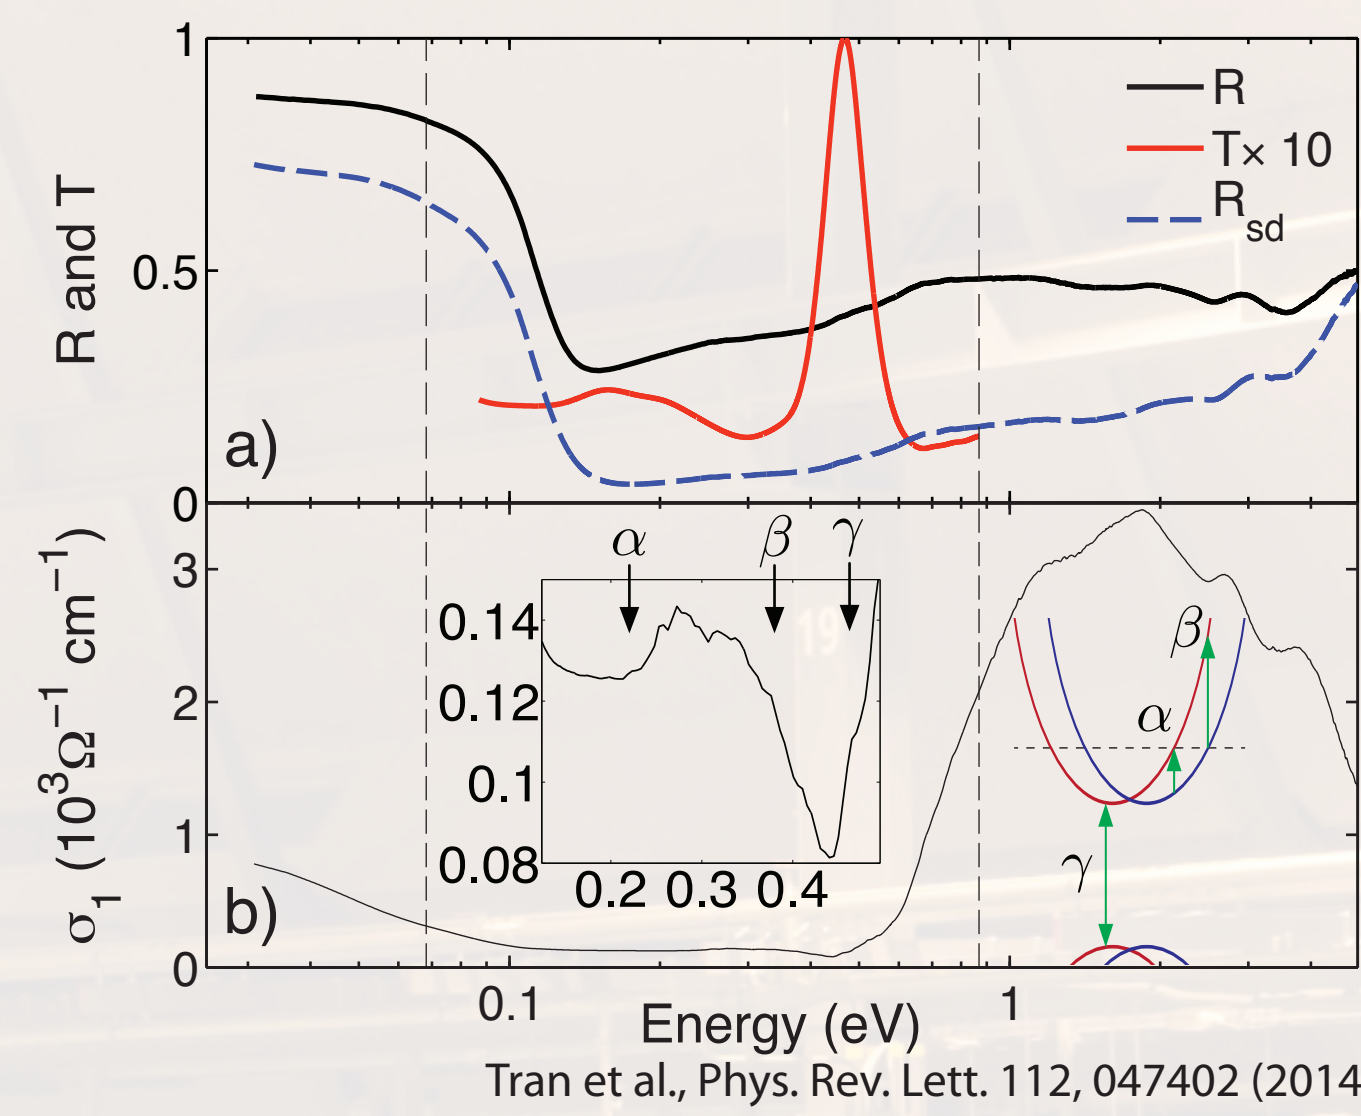 1
R
T× 10
R_sd
R and T
0.5
a)
0
α β γ
3
0.14
19
β
0.12
2
α
σ₁ (10³Ω⁻¹ cm⁻¹)
0.1
1
0.08
γ
0.2 0.3 0.4
b)
0
0.1 1
Energy (eV)
Tran et al., Phys. Rev. Lett. 112, 047402 (2014